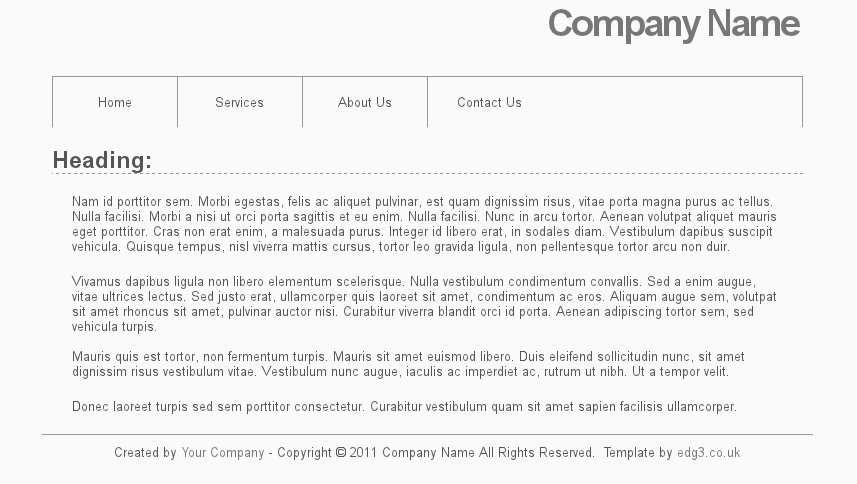 Company Name
Home Services About Us Contact Us
Heading:
Nam id porttitor sem. Morbi egestas, felis ac aliquet pulvinar, est quam dignissim risus, vitae porta magna purus ac tellus.
Nulla facilisi. Morbi a nisi ut orci porta sagittis et eu enim. Nulla facilisi. Nunc in arcu tortor. Aenean volutpat aliquet mauris
eget porttitor. Cras non erat enim, a malesuada purus. Integer id libero erat, in sodales diam. Vestibulum dapibus suscipit
vehicula. Quisque tempus, nisl viverra mattis cursus, tortor leo gravida ligula, non pellentesque tortor arcu non duir.
Vivamus dapibus ligula non libero elementum scelerisque. Nulla vestibulum condimentum convallis. Sed a enim augue,
vitae ultrices lectus. Sed justo erat, ullamcorper quis laoreet sit amet, condimentum ac eros. Aliquam augue sem, volutpat
sit amet rhoncus sit amet, pulvinar auctor nisi. Curabitur viverra blandit orci id porta. Aenean adipiscing tortor sem, sed
vehicula turpis.
Mauris quis est tortor, non fermentum turpis. Mauris sit amet euismod libero. Duis eleifend sollicitudin nunc, sit amet
dignissim risus vestibulum vitae. Vestibulum nunc augue, iaculis ac imperdiet ac, rutrum ut nibh. Ut a tempor velit.
Donec laoreet turpis sed sem porttitor consectetur. Curabitur vestibulum quam sit amet sapien facilisis ullamcorper.
Created by Your Company - Copyright © 2011 Company Name All Rights Reserved. Template by edg3.co.uk